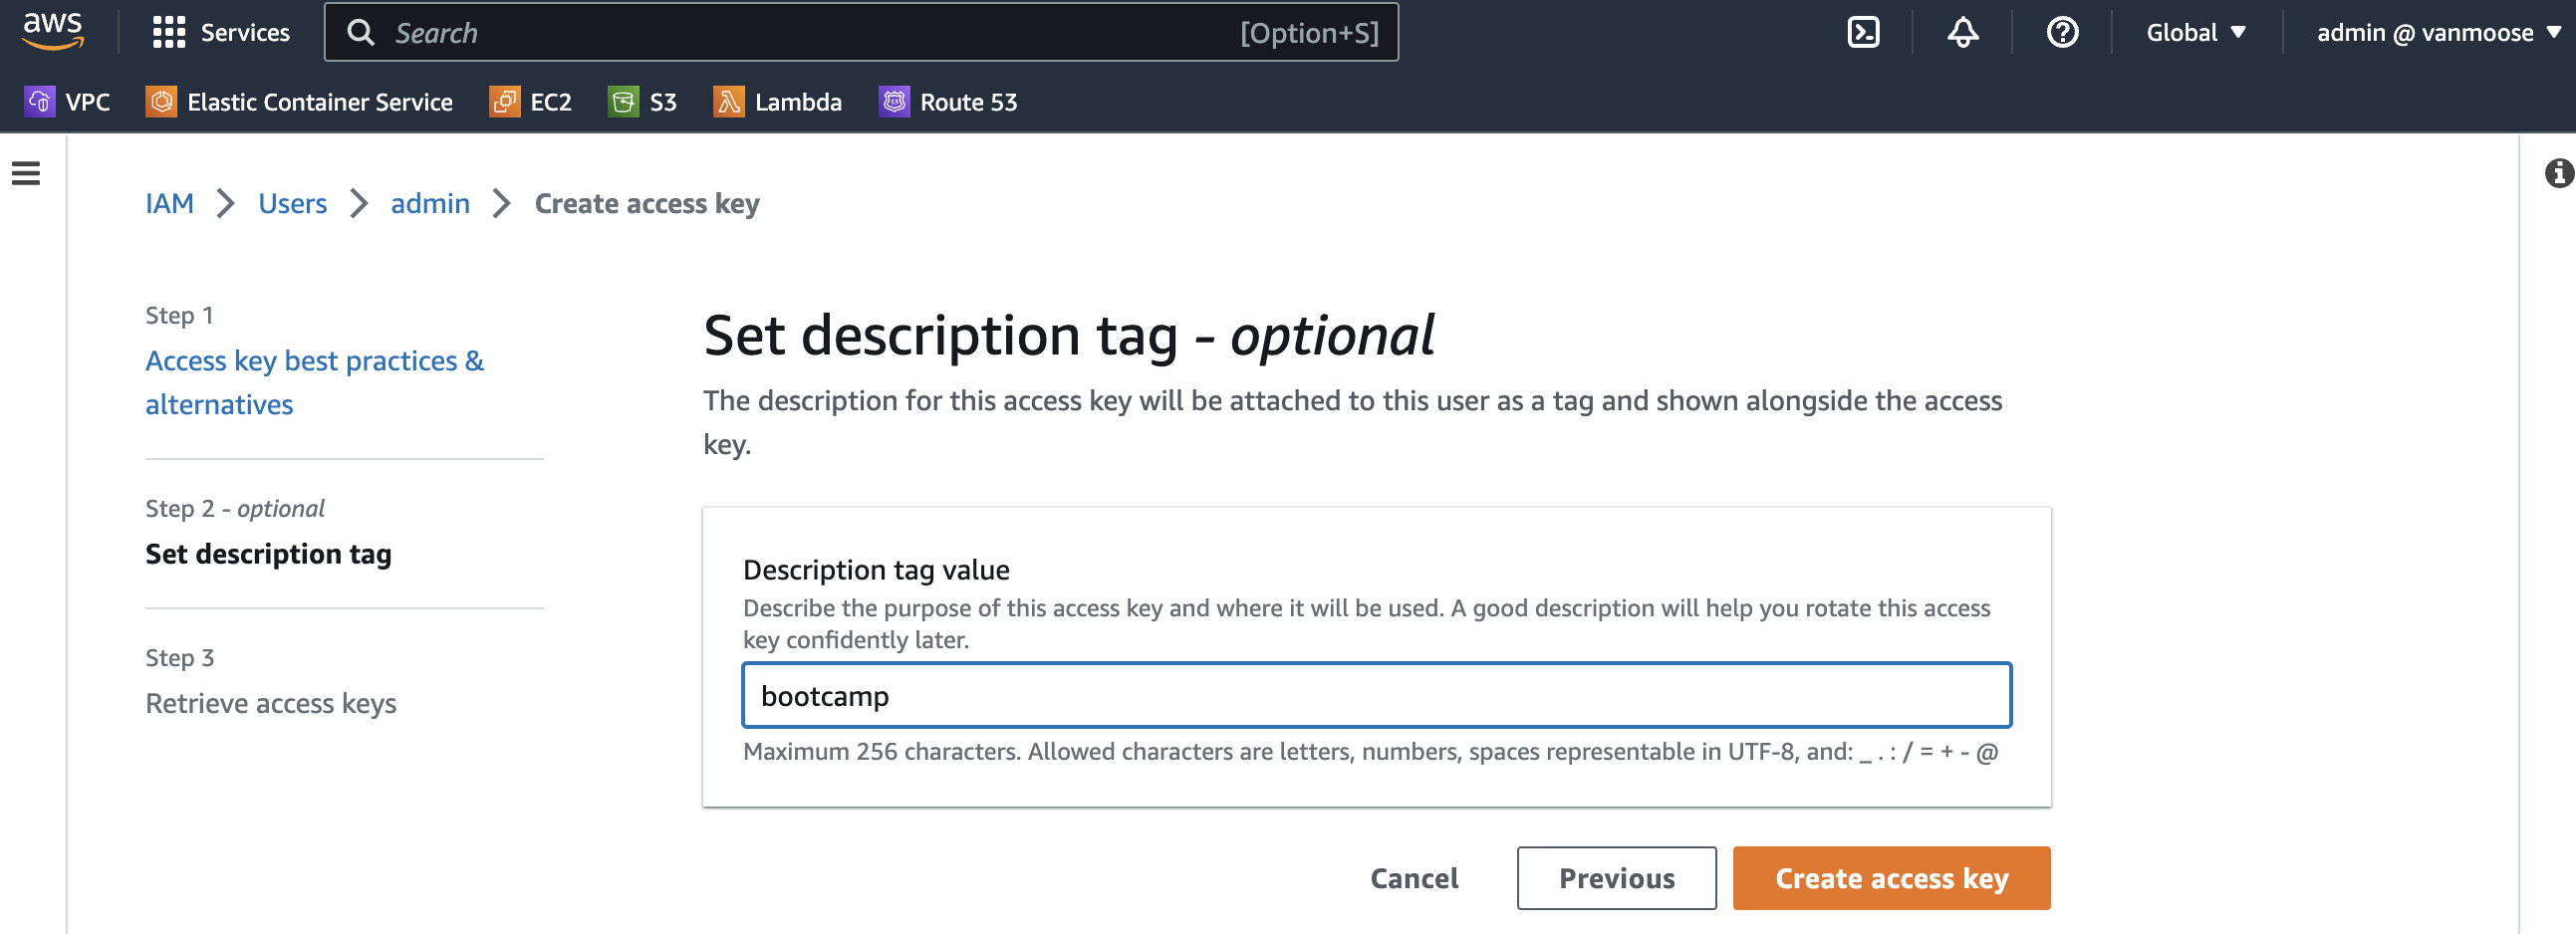 aws
Services
Search [Option+S]
Global
admin @ vanmoose
VPC
Elastic Container Service
EC2
S3
Lambda
Route 53
IAM > Users > admin > Create access key
Step 1
Access key best practices &
alternatives
Step 2 - optional
Set description tag
Step 3
Retrieve access keys
Set description tag - optional
The description for this access key will be attached to this user as a tag and shown alongside the access
key.
Description tag value
Describe the purpose of this access key and where it will be used. A good description will help you rotate this access
key confidently later.
bootcamp
Maximum 256 characters. Allowed characters are letters, numbers, spaces representable in UTF-8, and: _ . : / = + - @
Cancel
Previous
Create access key